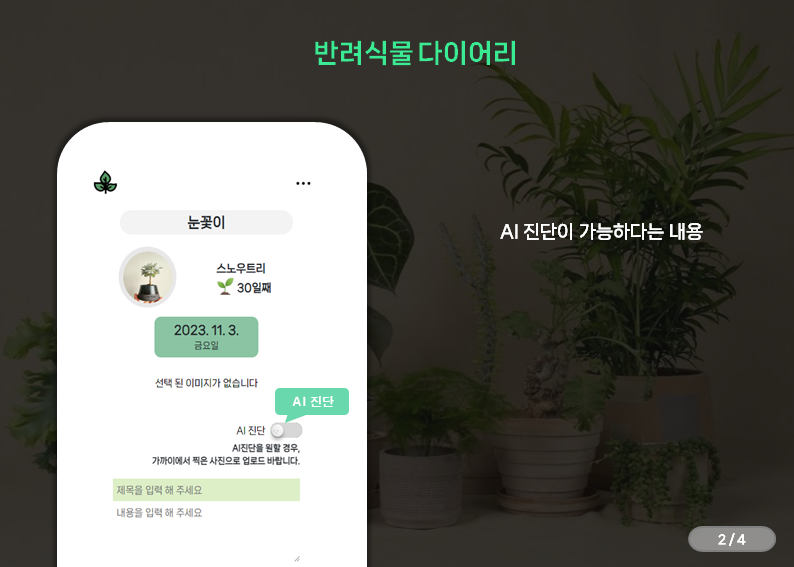 반려식물 다이어리
눈꽃이
스노우트리
30일째
2023. 11. 3.
금요일
선택 된 이미지가 없습니다
AI 진단
AI 진단
AI진단을 원할 경우,
가까이에서 찍은 사진으로 업로드 바랍니다.
제목을 입력 해 주세요
내용을 입력 해 주세요
AI 진단이 가능하다는 내용
2 / 4